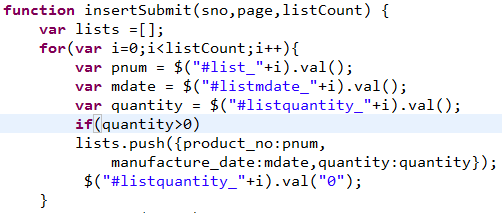 function insertSubmit(sno,page,listCount) {
var lists =[];
for(var i=0;i<listCount;i++){
var pnum = $("#list_"+i).val();
var mdate = $("#listmdate_"+i).val();
var quantity = $("#listquantity_"+i).val();
if(quantity>0)
lists.push({product_no:pnum,
manufacture_date:mdate,quantity:quantity});
$("#listquantity_"+i).val("0");
}